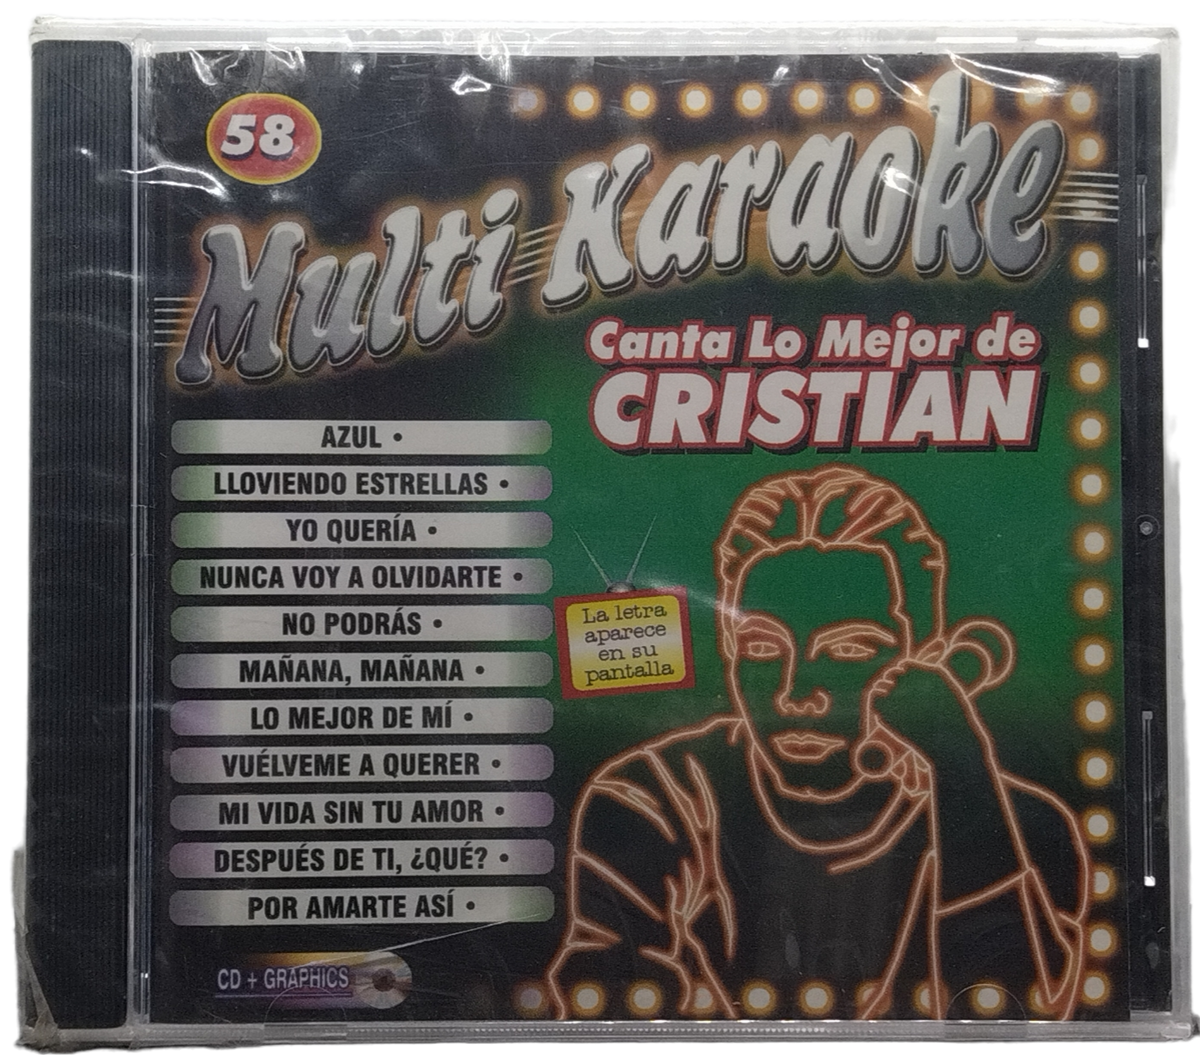 58
Multi Karaoke
Canta Lo Mejor de
CRISTIAN
AZUL •
LLOVIENDO ESTRELLAS •
YO QUERÍA •
NUNCA VOY A OLVIDARTE •
NO PODRÁS •
MAÑANA, MAÑANA •
LO MEJOR DE MÍ •
VUÉLVEME A QUERER •
MI VIDA SIN TU AMOR •
DESPUÉS DE TI, ¿QUÉ? •
POR AMARTE ASÍ •
La letra
aparece
en su
pantalla
CD + GRAPHICS